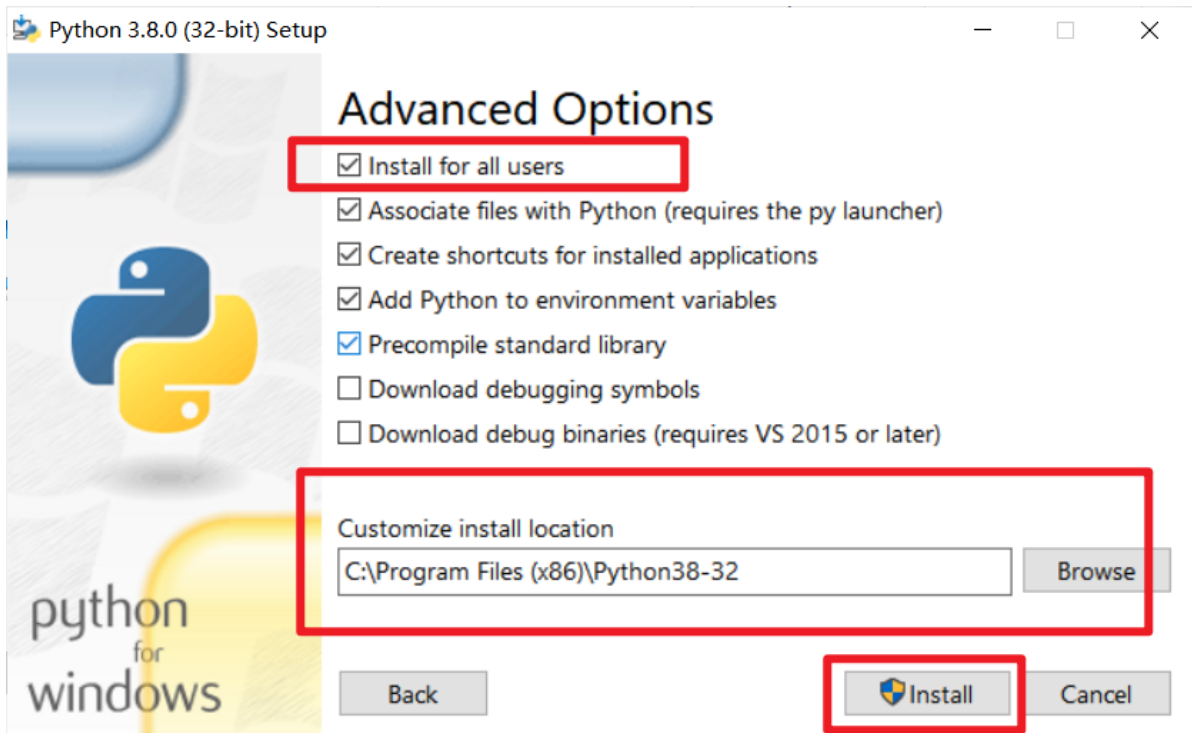 Python 3.8.0 (32-bit) Setup
Advanced Options
Install for all users
Associate files with Python (requires the py launcher)
Create shortcuts for installed applications
Add Python to environment variables
Precompile standard library
Download debugging symbols
Download debug binaries (requires VS 2015 or later)
Customize install location
C:\Program Files (x86)\Python38-32
Browse
python
for
windows
Back
Install
Cancel